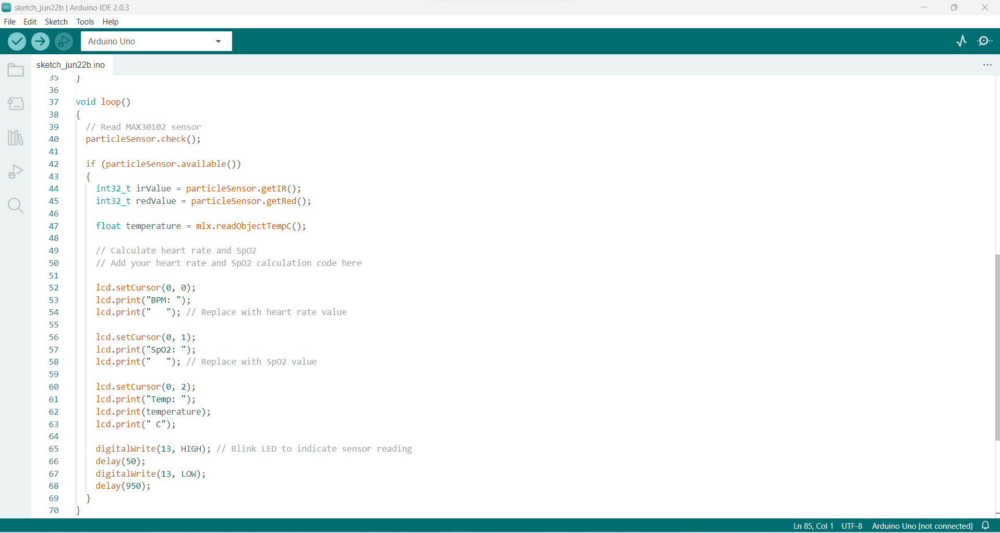 sketch_jun22b | Arduino IDE 2.0.3
File Edit Sketch Tools Help
Arduino Uno
sketch_jun22b.ino
35 }
36
37 void loop()
38 {
39 // Read MAX30102 sensor
40 particleSensor.check();
41
42 if (particleSensor.available())
43 {
44 int32_t irValue = particleSensor.getIR();
45 int32_t redValue = particleSensor.getRed();
46
47 float temperature = mlx.readObjectTempC();
48
49 // Calculate heart rate and SpO2
50 // Add your heart rate and SpO2 calculation code here
51
52 lcd.setCursor(0, 0);
53 lcd.print("BPM: ");
54 lcd.print("   "); // Replace with heart rate value
55
56 lcd.setCursor(0, 1);
57 lcd.print("SpO2: ");
58 lcd.print("   "); // Replace with SpO2 value
59
60 lcd.setCursor(0, 2);
61 lcd.print("Temp: ");
62 lcd.print(temperature);
63 lcd.print(" C");
64
65 digitalWrite(13, HIGH); // Blink LED to indicate sensor reading
66 delay(50);
67 digitalWrite(13, LOW);
68 delay(950);
69 }
70 }
Ln 85, Col 1 UTF-8 Arduino Uno [not connected]